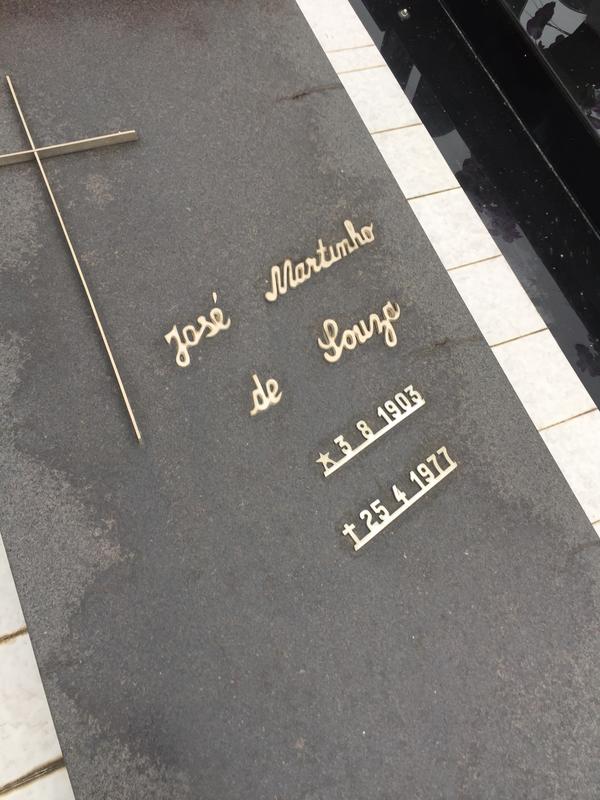 José Martinho
de Souza
★ 3 8 1903
✝ 25 4 1977